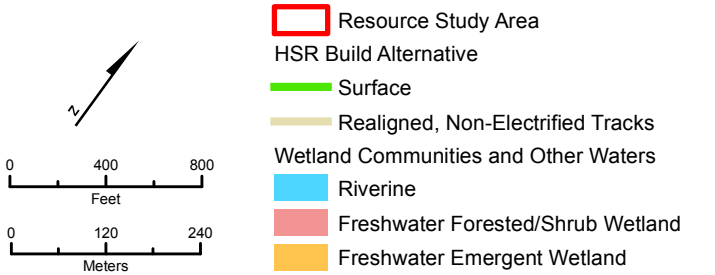 Z
0 400 800
Feet
0 120 240
Meters
Resource Study Area
HSR Build Alternative
Surface
Realigned, Non-Electrified Tracks
Wetland Communities and Other Waters
Riverine
Freshwater Forested/Shrub Wetland
Freshwater Emergent Wetland